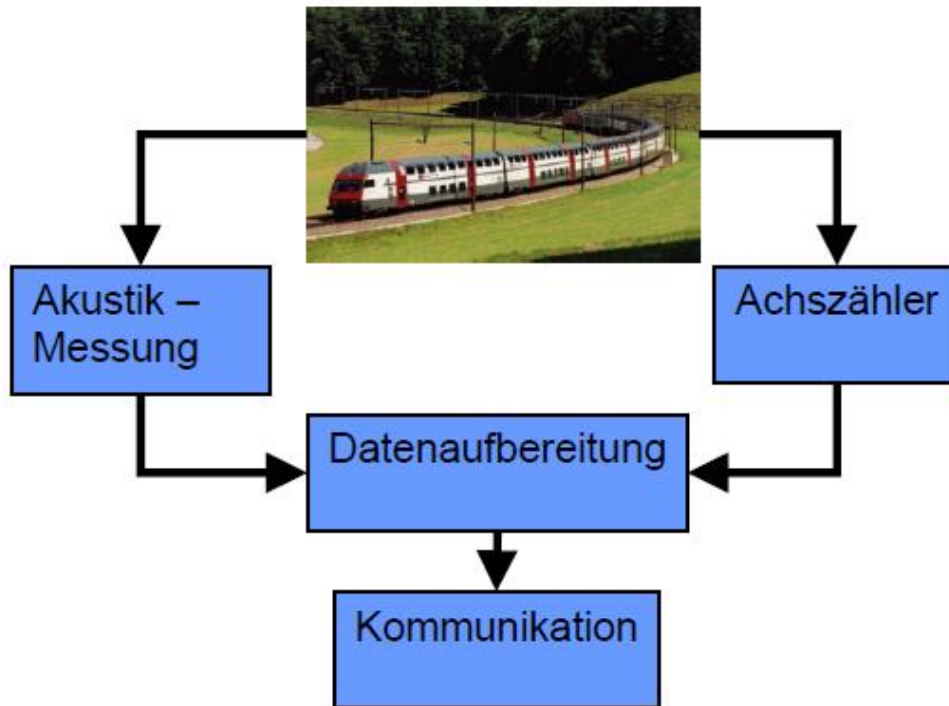 Akustik –
Messung
Achszähler
Datenaufbereitung
Kommunikation